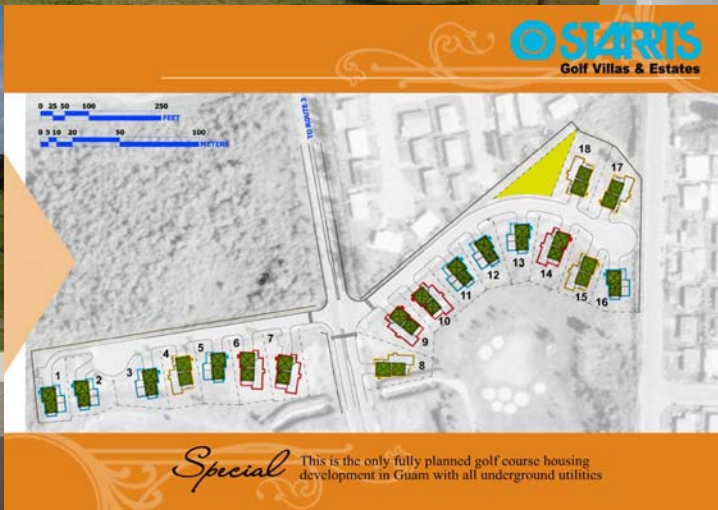 STARTS
Golf Villas & Estates
0 25 50 100 250
FEET
0 5 10 20 50 100
METERS
TO ROUTE 3
18
17
13
14
12
11
15
16
10
9
8
7
6
5
4
3
2
1
Special
This is the only fully planned golf course housing
development in Guam with all underground utilities